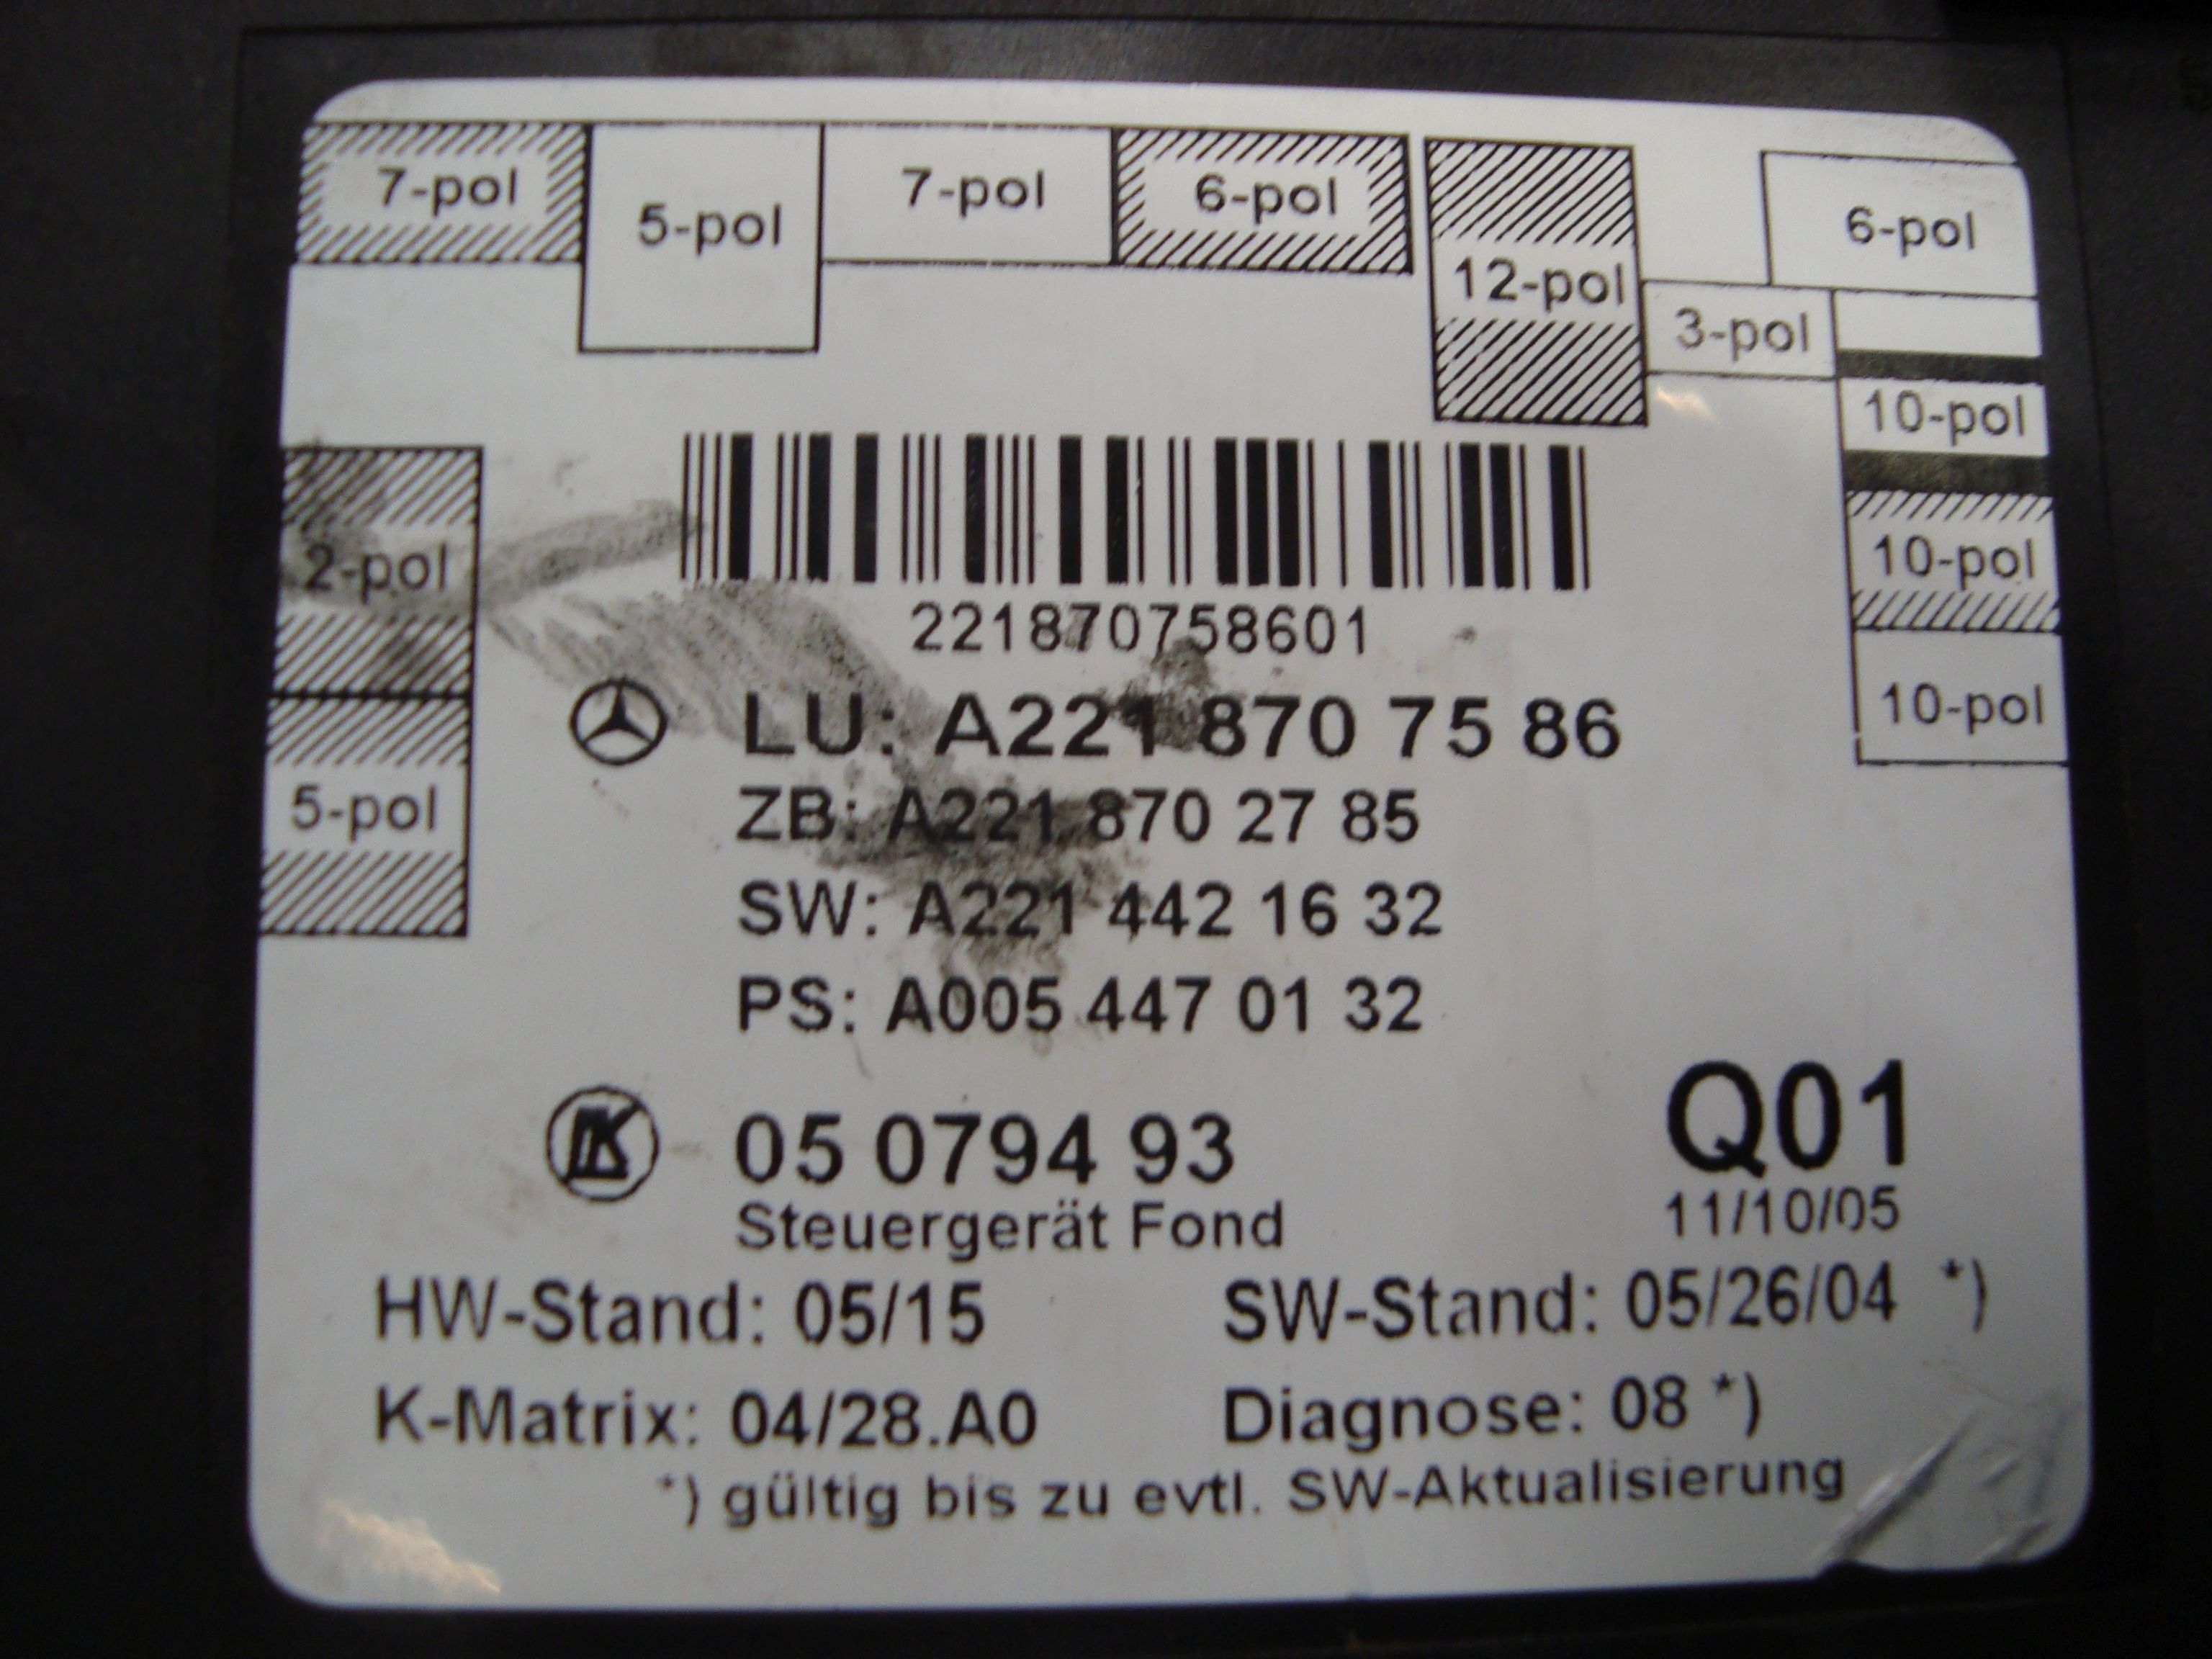 7-pol 5-pol 7-pol 6-pol 12-pol 3-pol 6-pol
10-pol
10-pol
10-pol
2-pol
5-pol
221870758601
LU: A221 870 75 86
ZB: A221 870 27 85
SW: A221 442 16 32
PS: A005 447 01 32
05 0794 93
Steuergerät Fond
Q01
11/10/05
HW-Stand: 05/15 SW-Stand: 05/26/04 *)
K-Matrix: 04/28.A0 Diagnose: 08 *)
*) gültig bis zu evtl. SW-Aktualisierung